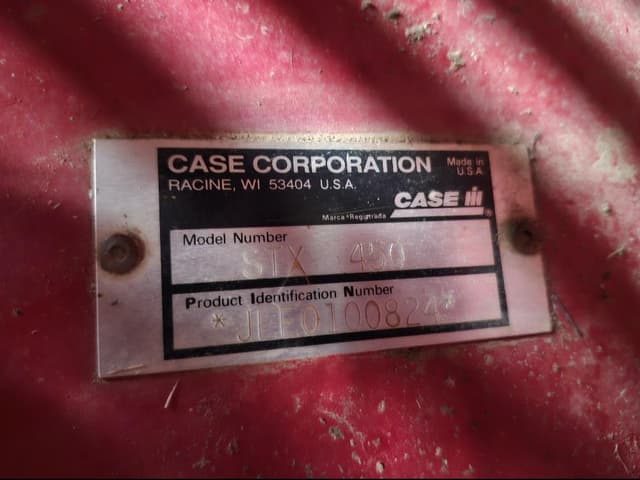 CASE CORPORATION
Made in U.S.A.
RACINE, WI 53404 U.S.A.
CASE IH
Marca Registrada
Model Number
STX 450
Product Identification Number
*JEE0100824*